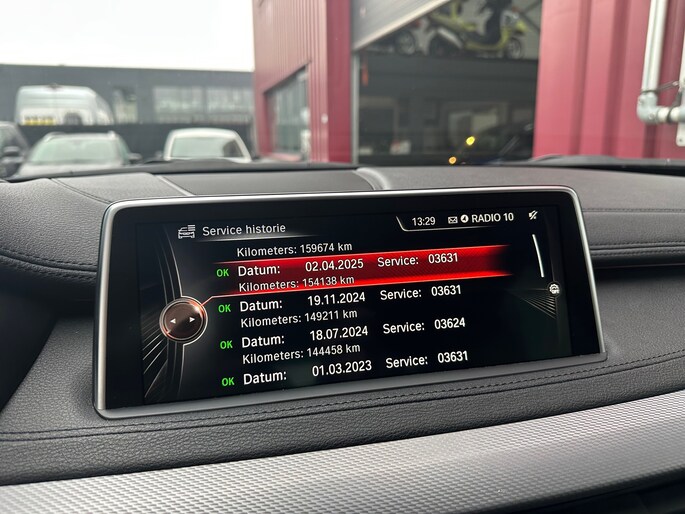 Service historie
13:29 RADIO 10
Kilometers: 159674 km
OK Datum: 02.04.2025 Service: 03631
Kilometers: 154138 km
OK Datum: 19.11.2024 Service: 03631
Kilometers: 149211 km
OK Datum: 18.07.2024 Service: 03624
Kilometers: 144458 km
OK Datum: 01.03.2023 Service: 03631